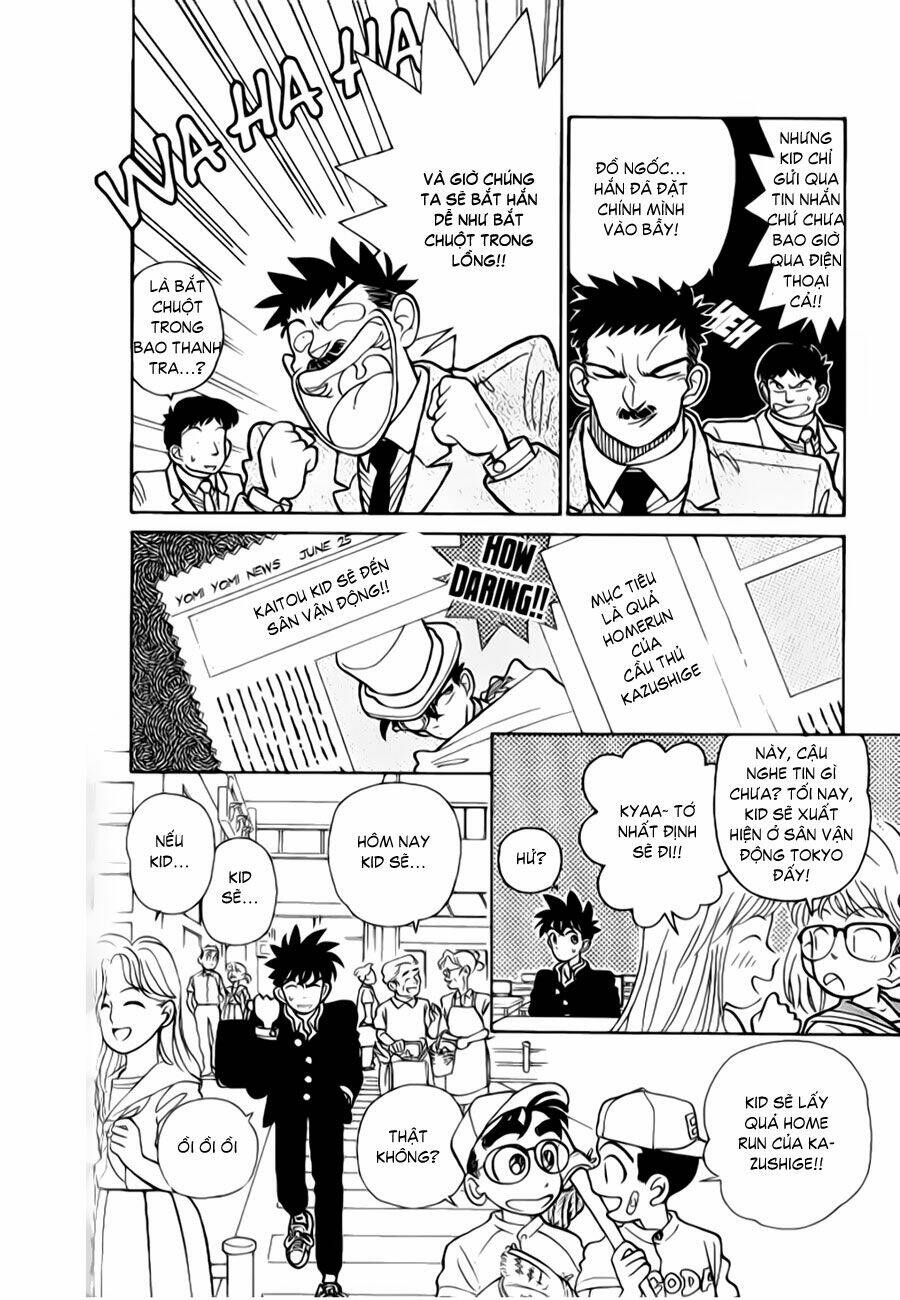 NHƯNG
KID CHỈ
GỬI QUA
TIN NHẮN
CHỨ CHƯA
BAO GIỜ
QUA ĐIỆN
THOẠI
CẢ!!
ĐỒ NGỐC...
HẮN ĐÃ ĐẶT
CHÍNH MÌNH
VÀO BẪY!
HEH
VÀ GIỜ CHÚNG
TA SẼ BẮT HẮN
DỄ NHƯ BẮT
CHUỘT TRONG
LỒNG!!
WA HA HA HA
LÀ BẮT
CHUỘT
TRONG
BAO THANH
TRA...?
YOMI YOMI NEWS JUNE 25
KAITOU KID SẼ ĐẾN
SÂN VẬN ĐỘNG!!
HOW
DARING!!
MỤC TIÊU
LÀ QUẢ
HOMERUN
CỦA
CẦU THỦ
KAZUSHIGE
NÀY, CẬU
NGHE TIN GÌ
CHƯA? TỐI NAY,
KID SẼ XUẤT
HIỆN Ở SÂN VẬN
ĐỘNG TOKYO
ĐẤY!
KYAA~ TỚ
NHẤT ĐỊNH
SẼ ĐI!!
HỬ?
HÔM NAY
KID SẼ...
KID
SẼ...
NẾU
KID...
KID SẼ LẤY
QUẢ HOME
RUN CỦA KA-
ZUSHIGE!!
THẬT
KHÔNG?
ỐI ỐI ỐI
BODA